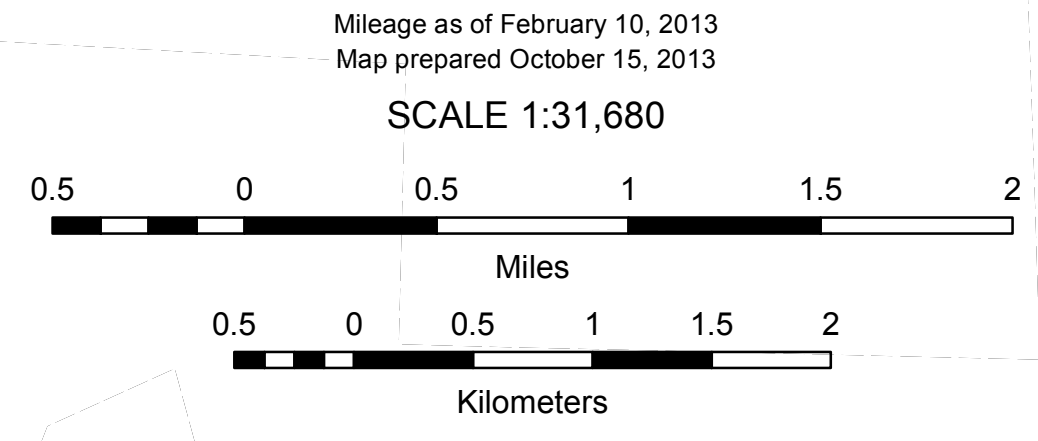 Mileage as of February 10, 2013
Map prepared October 15, 2013
SCALE 1:31,680
0.5 0 0.5 1 1.5 2
Miles
0.5 0 0.5 1 1.5 2
Kilometers